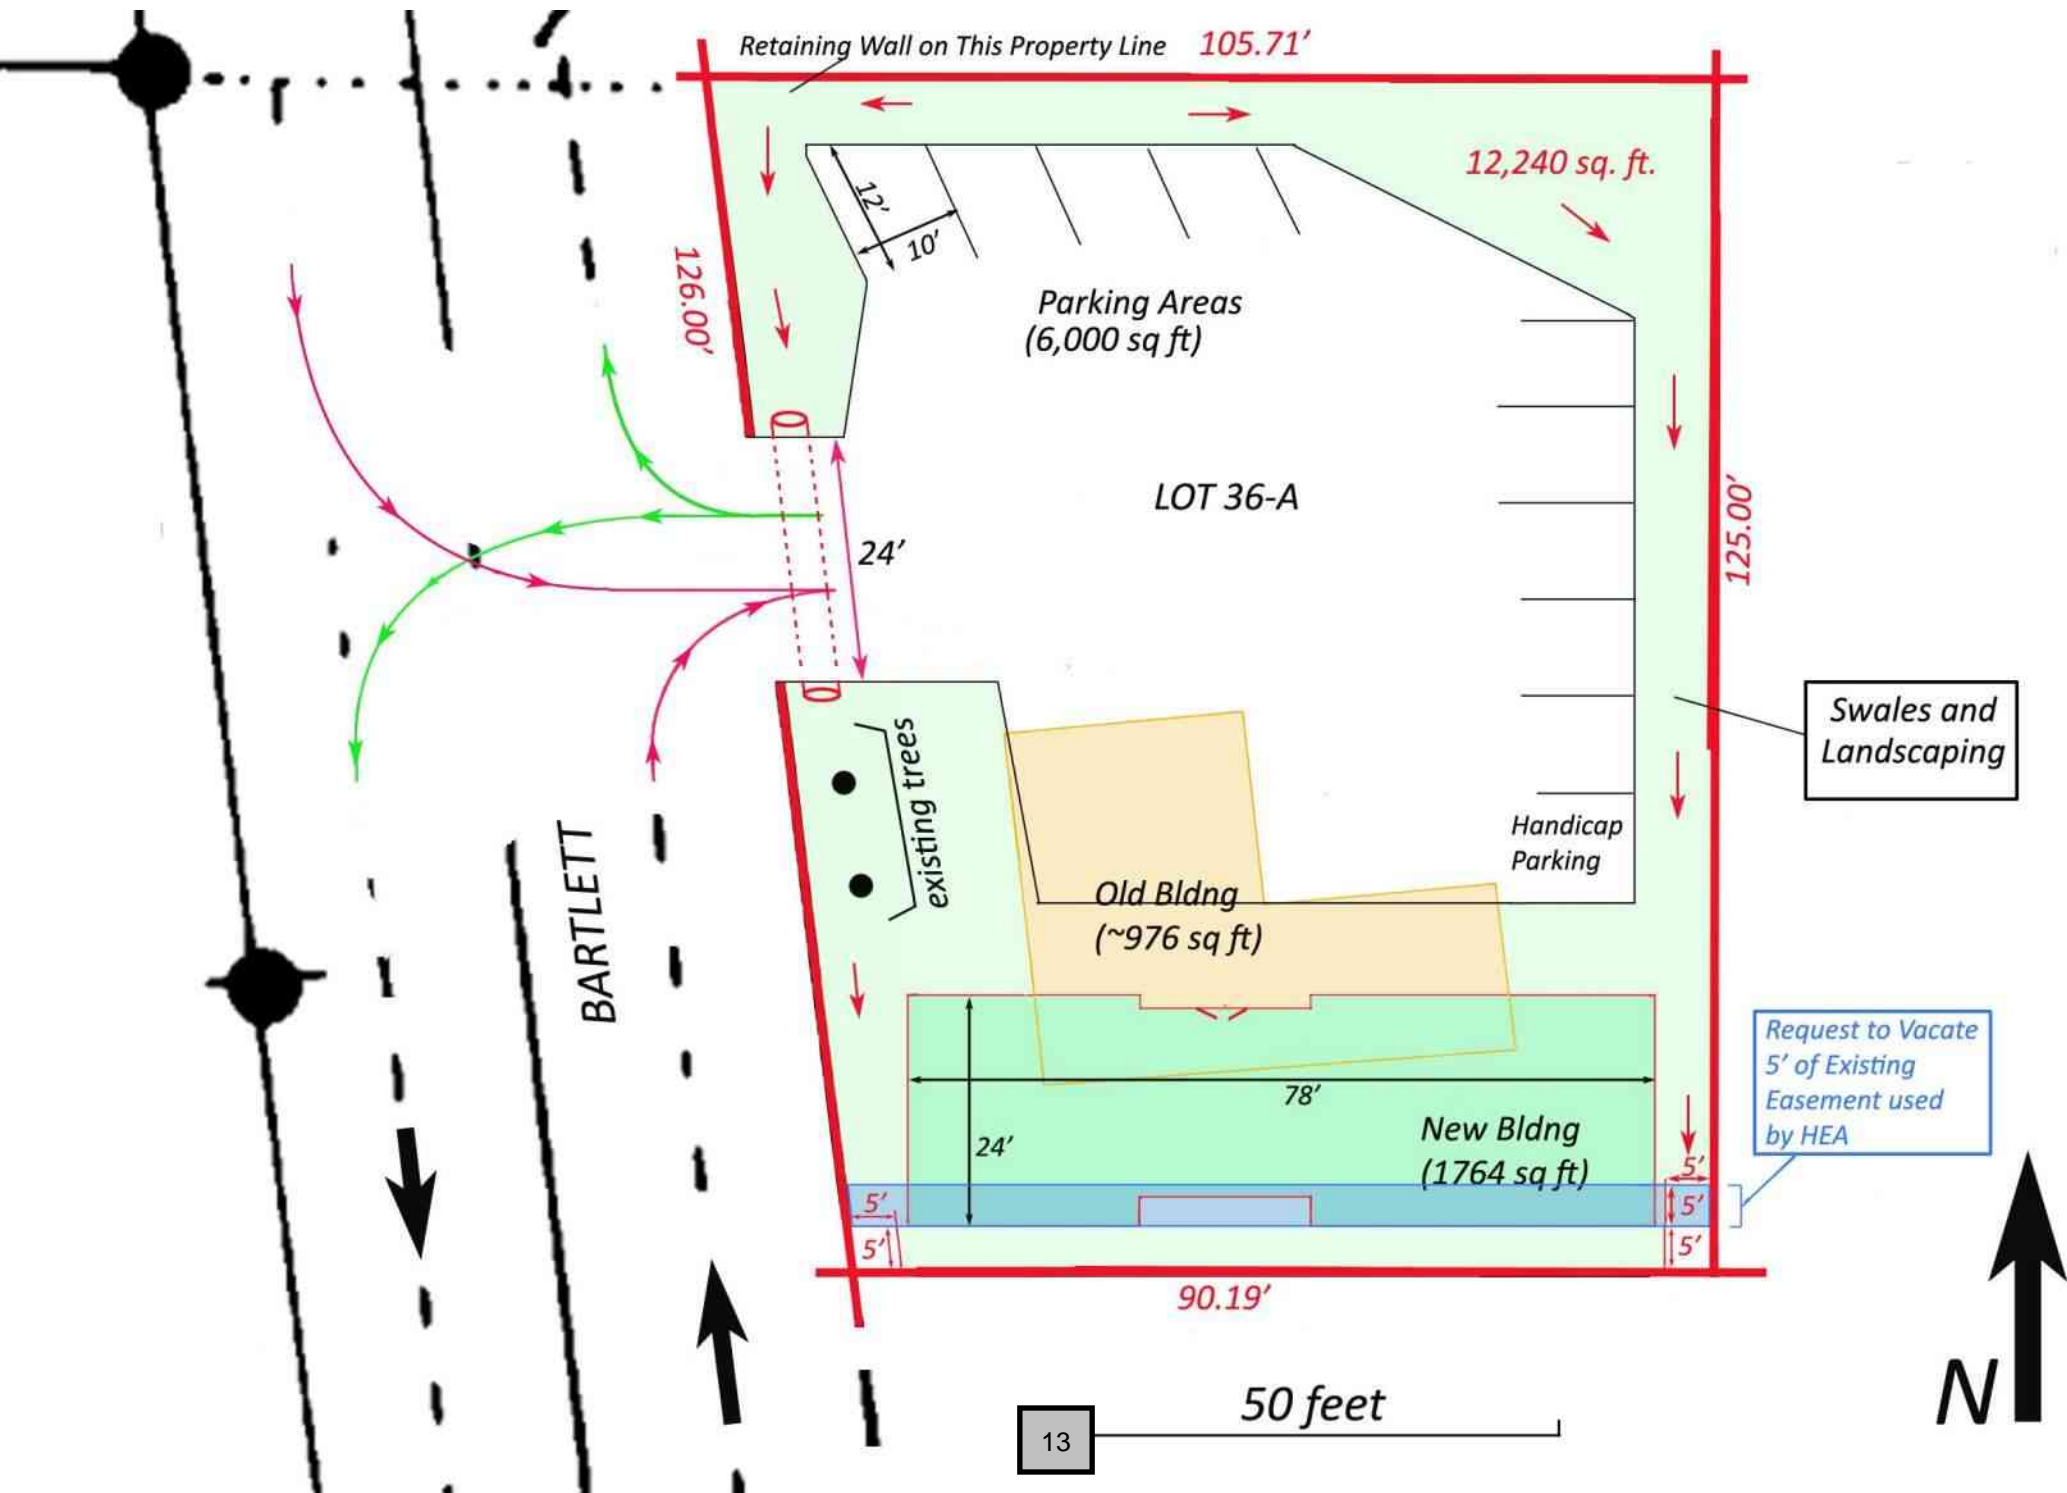 Retaining Wall on This Property Line
105.71'
12,240 sq. ft.
12'
10'
126.00'
Parking Areas
(6,000 sq ft)
LOT 36-A
24'
125.00'
Swales and
Landscaping
existing trees
Handicap
Parking
BARTLETT
Old Bldng
(~976 sq ft)
Request to Vacate
5' of Existing
Easement used
by HEA
78'
New Bldng
(1764 sq ft)
24'
5'
5'
5'
5'
5'
90.19'
50 feet
13
N